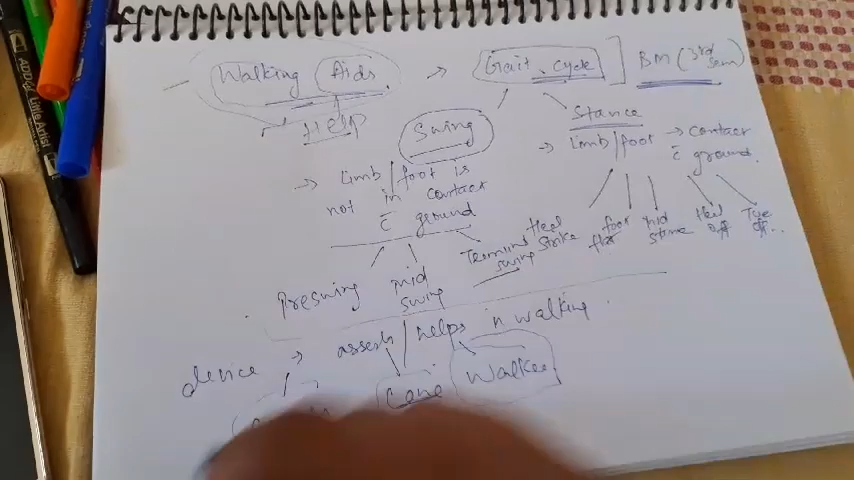 Walking Aids → Gait cycle ] BM (3rd sem)
Help
Swing
Stance
→ Limb/foot → contact
c̄ ground.
→ Limb/foot is
not in contact
c̄ ground
Heel strike
foot flat
mid stance
Heel off
Toe off..
Preswing
mid swing
Terminal swing
device → assests/helps in walking.
Cane
Walker